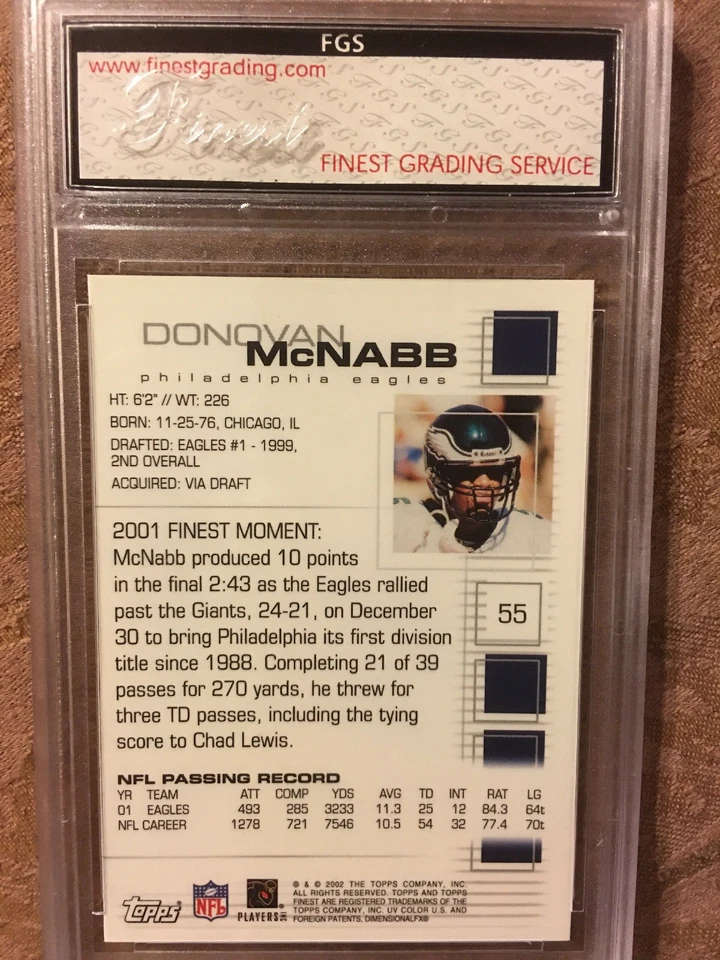 FGS
www.finestgrading.com
Finest
FINEST GRADING SERVICE
DONOVAN
McNABB
philadelphia eagles
HT: 6'2" // WT: 226
BORN: 11-25-76, CHICAGO, IL
DRAFTED: EAGLES #1 - 1999,
2ND OVERALL
ACQUIRED: VIA DRAFT
Riddell
2001 FINEST MOMENT:
McNabb produced 10 points
in the final 2:43 as the Eagles rallied
past the Giants, 24-21, on December
30 to bring Philadelphia its first division
title since 1988. Completing 21 of 39
passes for 270 yards, he threw for
three TD passes, including the tying
score to Chad Lewis.
55
NFL PASSING RECORD
YR TEAM ATT COMP YDS AVG TD INT RAT LG
01 EAGLES 493 285 3233 11.3 25 12 84.3 64t
NFL CAREER 1278 721 7546 10.5 54 32 77.4 70t
topps
NFL
PLAYERS INC
® & © 2002 THE TOPPS COMPANY, INC.
ALL RIGHTS RESERVED. TOPPS AND TOPPS
FINEST ARE REGISTERED TRADEMARKS OF THE
TOPPS COMPANY, INC. UV COLOR U.S. AND
FOREIGN PATENTS, DIMENSIONALFX®